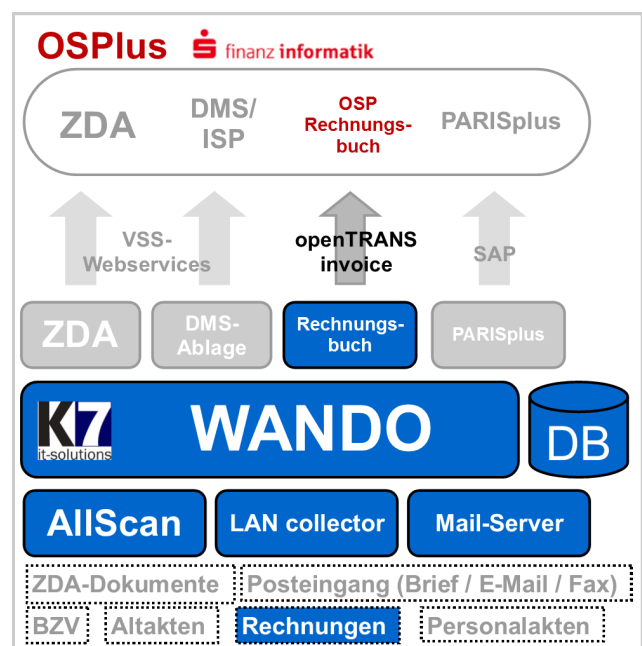 OSPlus finanz informatik
ZDA
DMS/
ISP
OSP
Rechnungs-
buch
PARISplus
VSS-
Webservices
openTRANS
invoice
SAP
ZDA
DMS-
Ablage
Rechnungs-
buch
PARISplus
K7
it-solutions
WANDO
DB
AllScan
LAN collector
Mail-Server
ZDA-Dokumente
Posteingang (Brief / E-Mail / Fax)
BZV
Altakten
Rechnungen
Personalakten